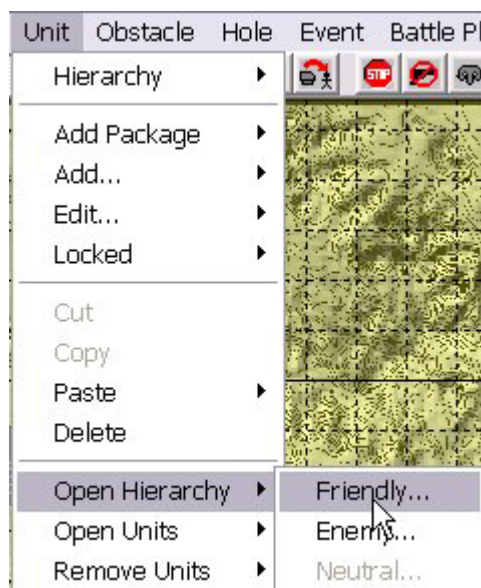 Unit Obstacle Hole Event Battle Pl
Hierarchy
STOP
Add Package
Add...
Edit...
Locked
Cut
Copy
Paste
Delete
Open Hierarchy Friendly...
Open Units Enemy...
Remove Units Neutral...